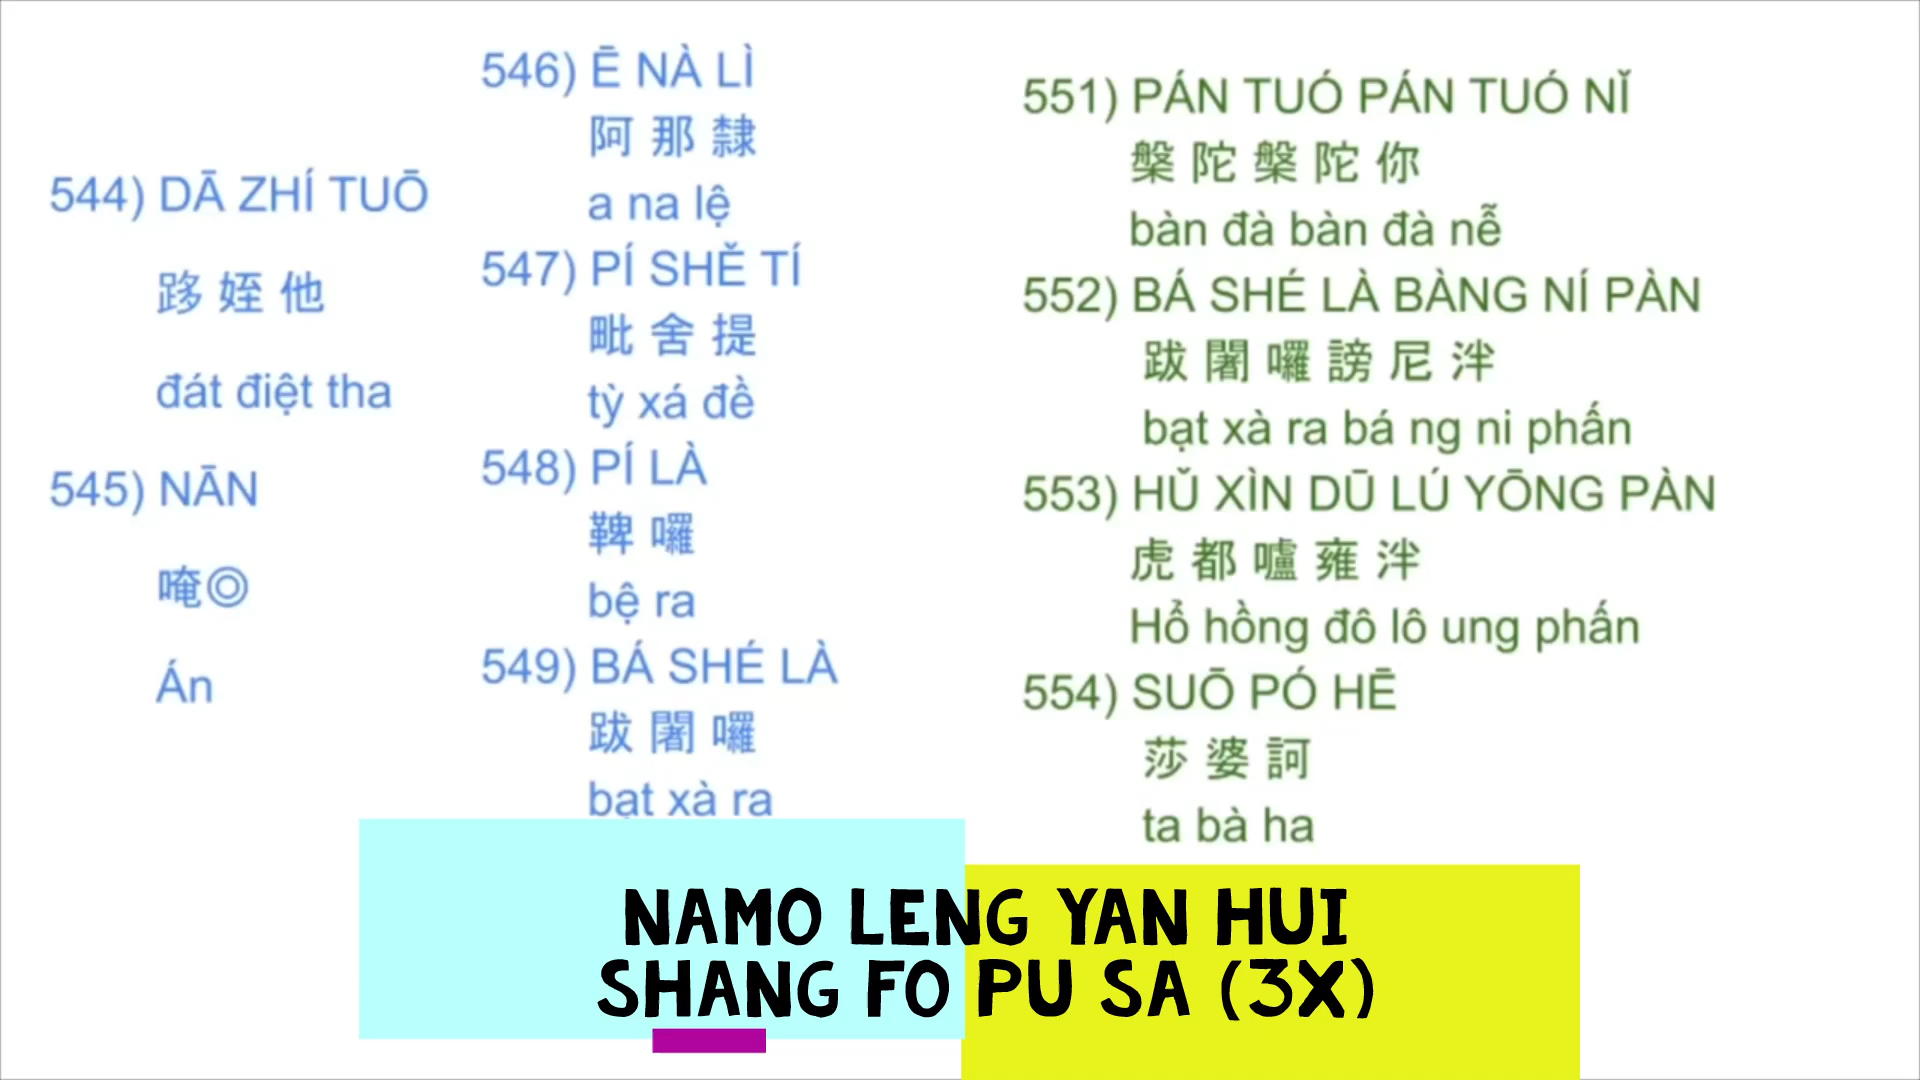 544) DĀ ZHÍ TUŌ
跢 姪 他
đát điệt tha
545) NĀN
唵◎
Án
546) Ē NÀ LÌ
阿 那 隸
a na lệ
547) PÍ SHĚ TÍ
毗 舍 提
tỳ xá đề
548) PÍ LÀ
鞞 囉
bệ ra
549) BÁ SHÉ LÀ
跋 闍 囉
bạt xà ra
551) PÁN TUÓ PÁN TUÓ NǏ
槃 陀 槃 陀 你
bàn đà bàn đà nễ
552) BÁ SHÉ LÀ BÀNG NÍ PÀN
跋 闍 囉 謗 尼 泮
bạt xà ra bá ng ni phấn
553) HǓ XÌN DŪ LÚ YŌNG PÀN
虎 都 嚧 雍 泮
Hổ hồng đô lô ung phấn
554) SUŌ PÓ HĒ
莎 婆 訶
ta bà ha
NAMO LENG YAN HUI
SHANG FO PU SA (3X)